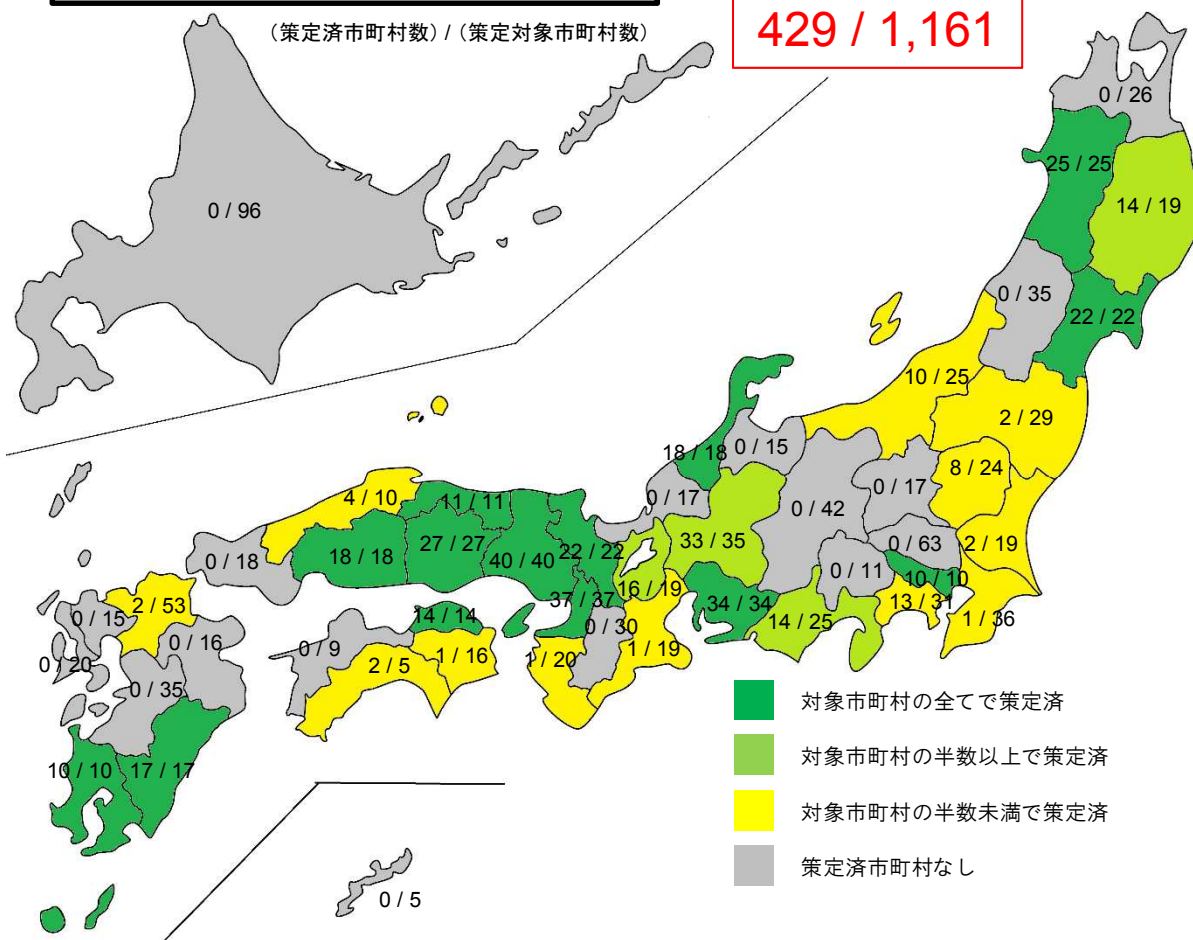 (策定済市町村数) / (策定対象市町村数)
429 / 1,161
0 / 26
25 / 25
14 / 19
0 / 96
0 / 35
22 / 22
10 / 25
2 / 29
18 / 18
0 / 15
8 / 24
0 / 17
0 / 17
4 / 10
11 / 11
0 / 42
27 / 27
33 / 35
0 / 63
2 / 19
18 / 18
40 / 40
22 / 22
0 / 18
0 / 11
10 / 10
16 / 19
13 / 31
37 / 37
34 / 34
2 / 53
0 / 15
14 / 14
0 / 30
14 / 25
1 / 36
0 / 16
0 / 9
1 / 16
1 / 20
1 / 19
0 / 20
2 / 5
0 / 35
10 / 10
17 / 17
0 / 5
対象市町村の全てで策定済
対象市町村の半数以上で策定済
対象市町村の半数未満で策定済
策定済市町村なし